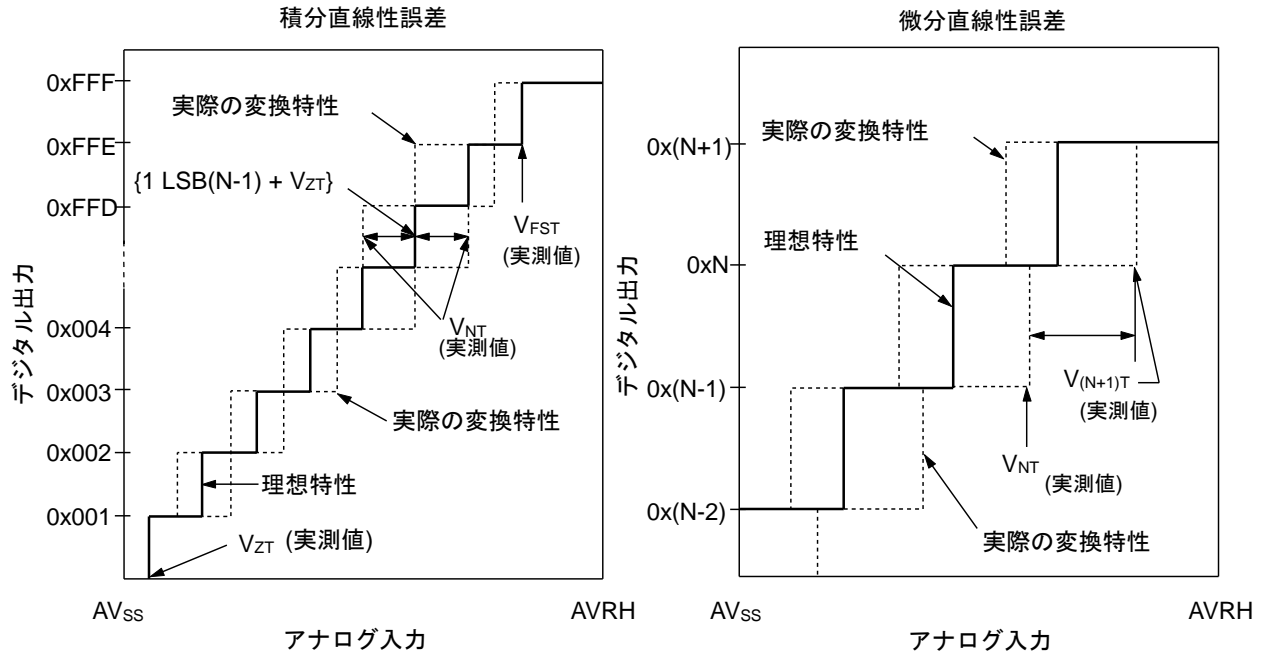 積分直線性誤差
0xFFF
0xFFE
0xFFD
0x004
0x003
0x002
0x001
デジタル出力
実際の変換特性
{1 LSB(N-1) + VZT}
VFST
(実測値)
VNT
(実測値)
実際の変換特性
理想特性
VZT (実測値)
AVSS
AVRH
アナログ入力
微分直線性誤差
0x(N+1)
0xN
0x(N-1)
0x(N-2)
デジタル出力
実際の変換特性
理想特性
V(N+1)T
(実測値)
VNT
(実測値)
実際の変換特性
AVSS
AVRH
アナログ入力